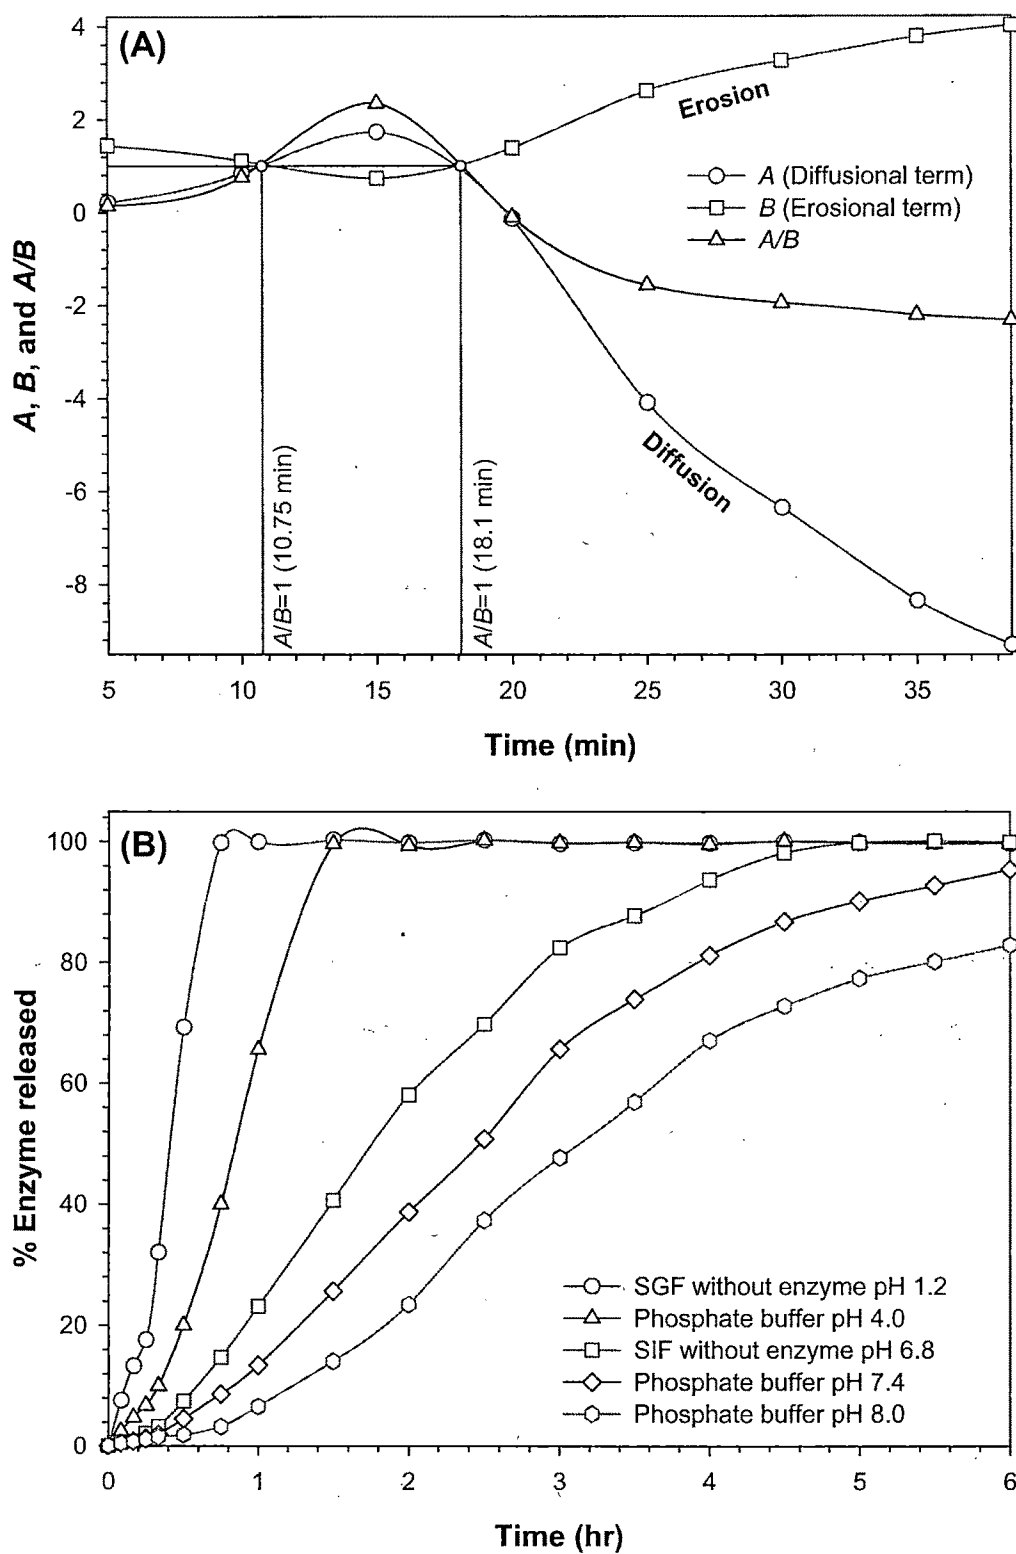 (A)
4
2
0
-2
-4
-6
-8
A, B, and A/B
Erosion
A (Diffusional term)
B (Erosional term)
A/B
Diffusion
A/B=1 (10.75 min)
A/B=1 (18.1 min)
5 10 15 20 25 30 35
Time (min)
(B)
100
80
60
40
20
0
% Enzyme released
SGF without enzyme pH 1.2
Phosphate buffer pH 4.0
SIF without enzyme pH 6.8
Phosphate buffer pH 7.4
Phosphate buffer pH 8.0
0 1 2 3 4 5 6
Time (hr)